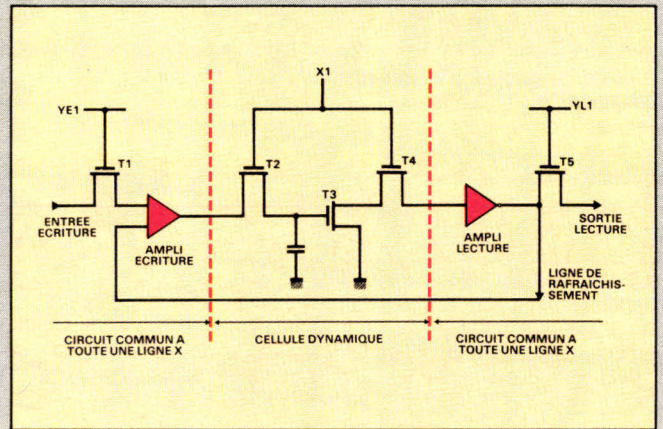 X1
YE1
YL1
T1
T2
T4
T5
T3
ENTREE
ECRITURE
AMPLI
ECRITURE
AMPLI
LECTURE
SORTIE
LECTURE
LIGNE DE
RAFRAICHIS-
SEMENT
CIRCUIT COMMUN A
TOUTE UNE LIGNE X
CELLULE DYNAMIQUE
CIRCUIT COMMUN A
TOUTE UNE LIGNE X